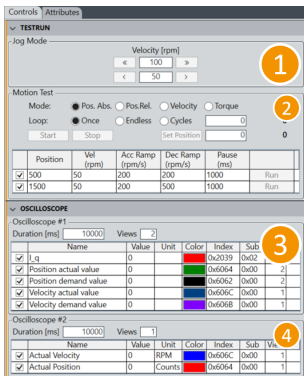 Controls Attributes
TESTRUN
Jog Mode
Velocity [rpm]
« 100 »
< 50 >
1
Motion Test
2
Mode: Pos. Abs. Pos.Rel. Velocity Torque
Loop: Once Endless Cycles 0
Start Stop Set Position 0 0
Position Vel (rpm) Acc Ramp (rpm/s) Dec Ramp (rpm/s) Pause (ms)
500 50 200 200 1000 Run
1500 50 500 500 1000 Run
OSCILLOSCOPE
Oscilloscope #1
Duration [ms] 10000 Views 2
3
Name Value Unit Color Index Sub
I_q 0 0x2039 0x02
Position actual value 0 0x6064 0x00 2
Position demand value 0 0x6062 0x00 2
Velocity actual value 0 0x606C 0x00 1
Velocity demand value 0 0x606B 0x00 1
Oscilloscope #2
Duration [ms] 10000 Views 1
4
Name Value Unit Color Index Sub
Actual Velocity 0 RPM 0x606C 0x00 1
Actual Position 0 Counts 0x6064 0x00 1